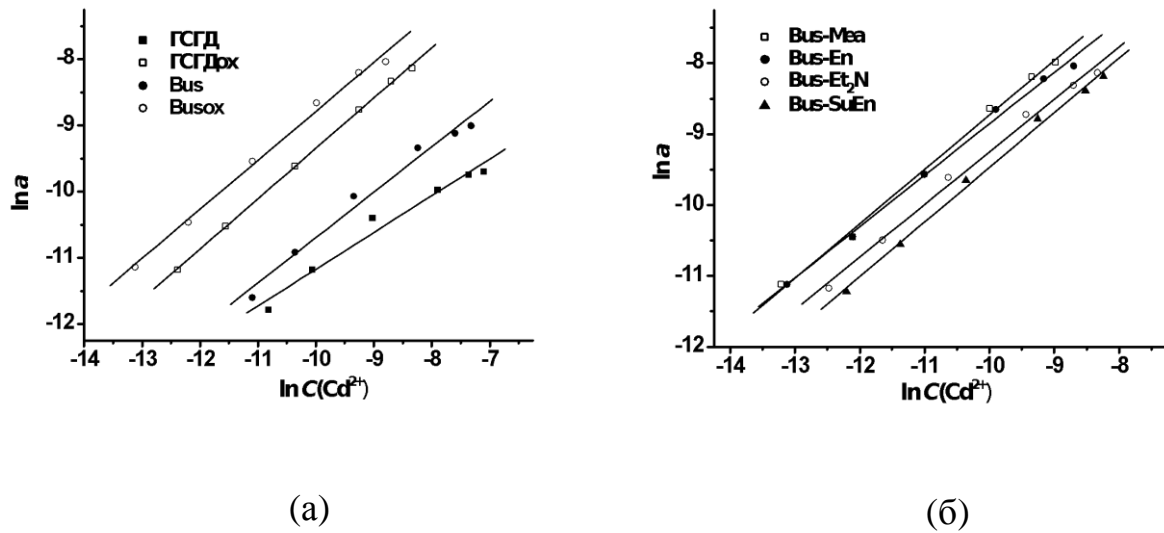 ГСГД
ГСГДох
Bus
Busox
ln a
-8
-9
-10
-11
-12
-14 -13 -12 -11 -10 -9 -8 -7
ln C(Cd²⁺)
(а)
Bus-Mea
Bus-En
Bus-Et₂N
Bus-SuEn
ln a
-8
-9
-10
-11
-12
-14 -13 -12 -11 -10 -9 -8
ln C(Cd²⁺)
(б)